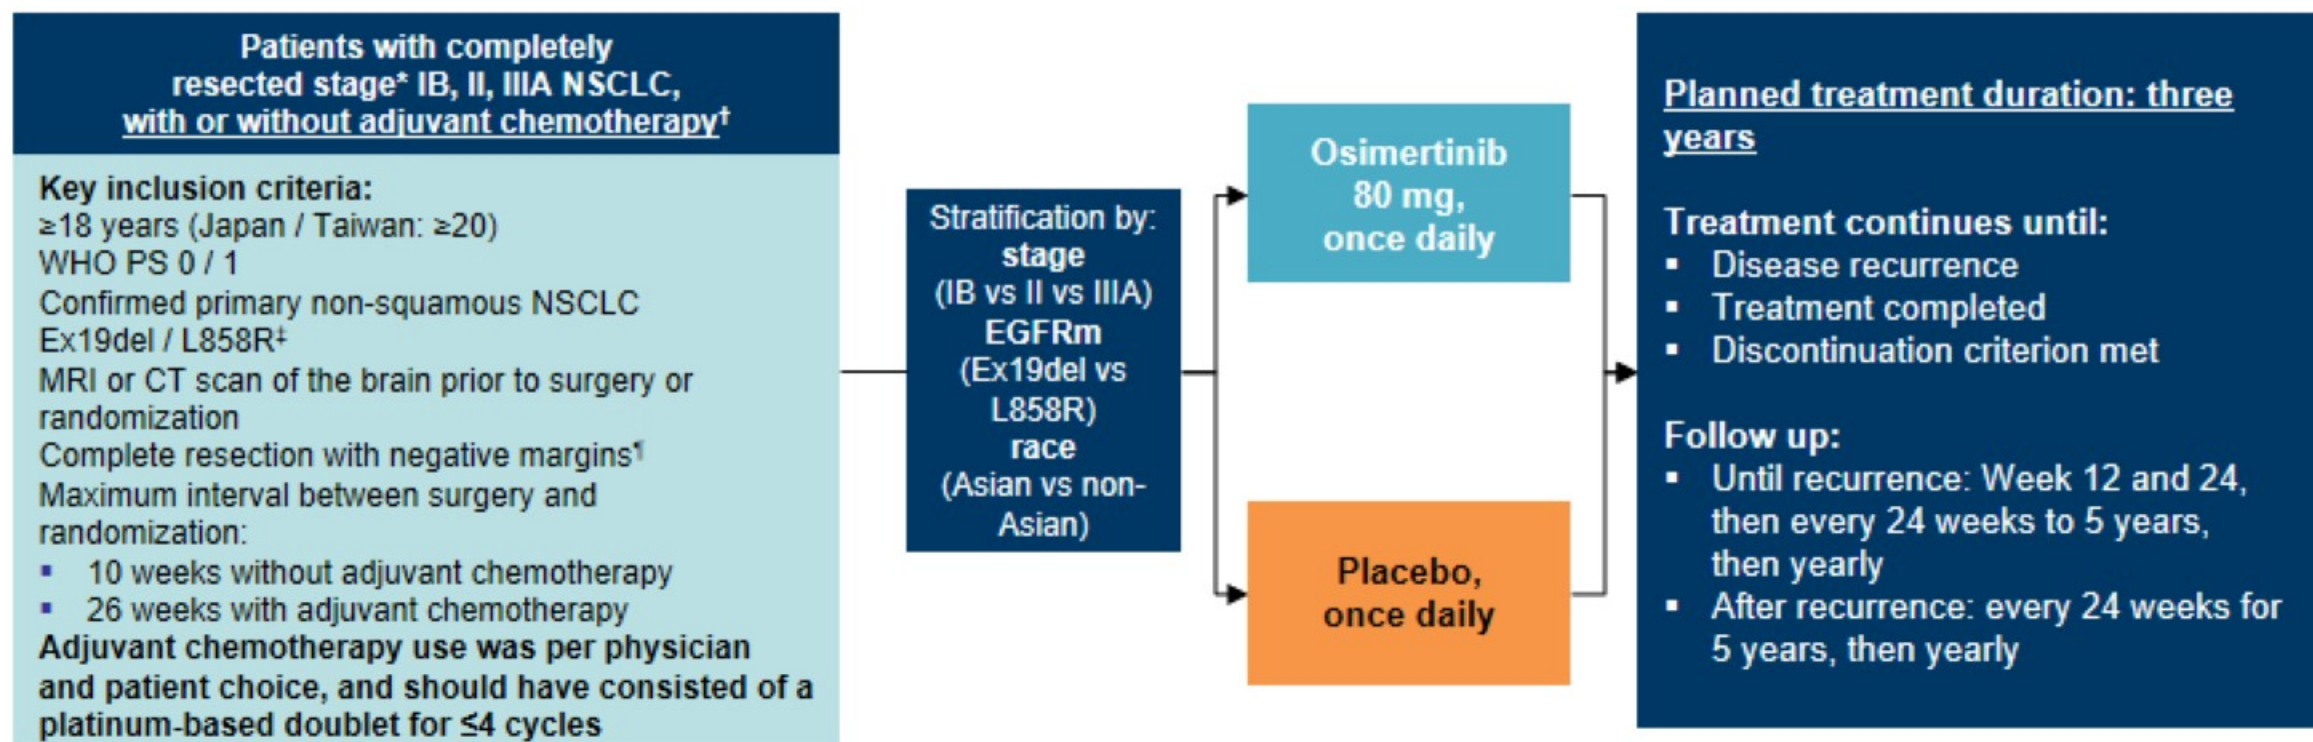 Patients with completely
resected stage* IB, II, IIIA NSCLC,
with or without adjuvant chemotherapy†
Key inclusion criteria:
≥18 years (Japan / Taiwan: ≥20)
WHO PS 0 / 1
Confirmed primary non-squamous NSCLC
Ex19del / L858R‡
MRI or CT scan of the brain prior to surgery or
randomization
Complete resection with negative margins¶
Maximum interval between surgery and
randomization:
▪ 10 weeks without adjuvant chemotherapy
▪ 26 weeks with adjuvant chemotherapy
Adjuvant chemotherapy use was per physician
and patient choice, and should have consisted of a
platinum-based doublet for ≤4 cycles
Stratification by:
stage
(IB vs II vs IIIA)
EGFRm
(Ex19del vs
L858R)
race
(Asian vs non-
Asian)
Osimertinib
80 mg,
once daily
Placebo,
once daily
Planned treatment duration: three
years
Treatment continues until:
▪ Disease recurrence
▪ Treatment completed
▪ Discontinuation criterion met
Follow up:
▪ Until recurrence: Week 12 and 24,
then every 24 weeks to 5 years,
then yearly
▪ After recurrence: every 24 weeks for
5 years, then yearly